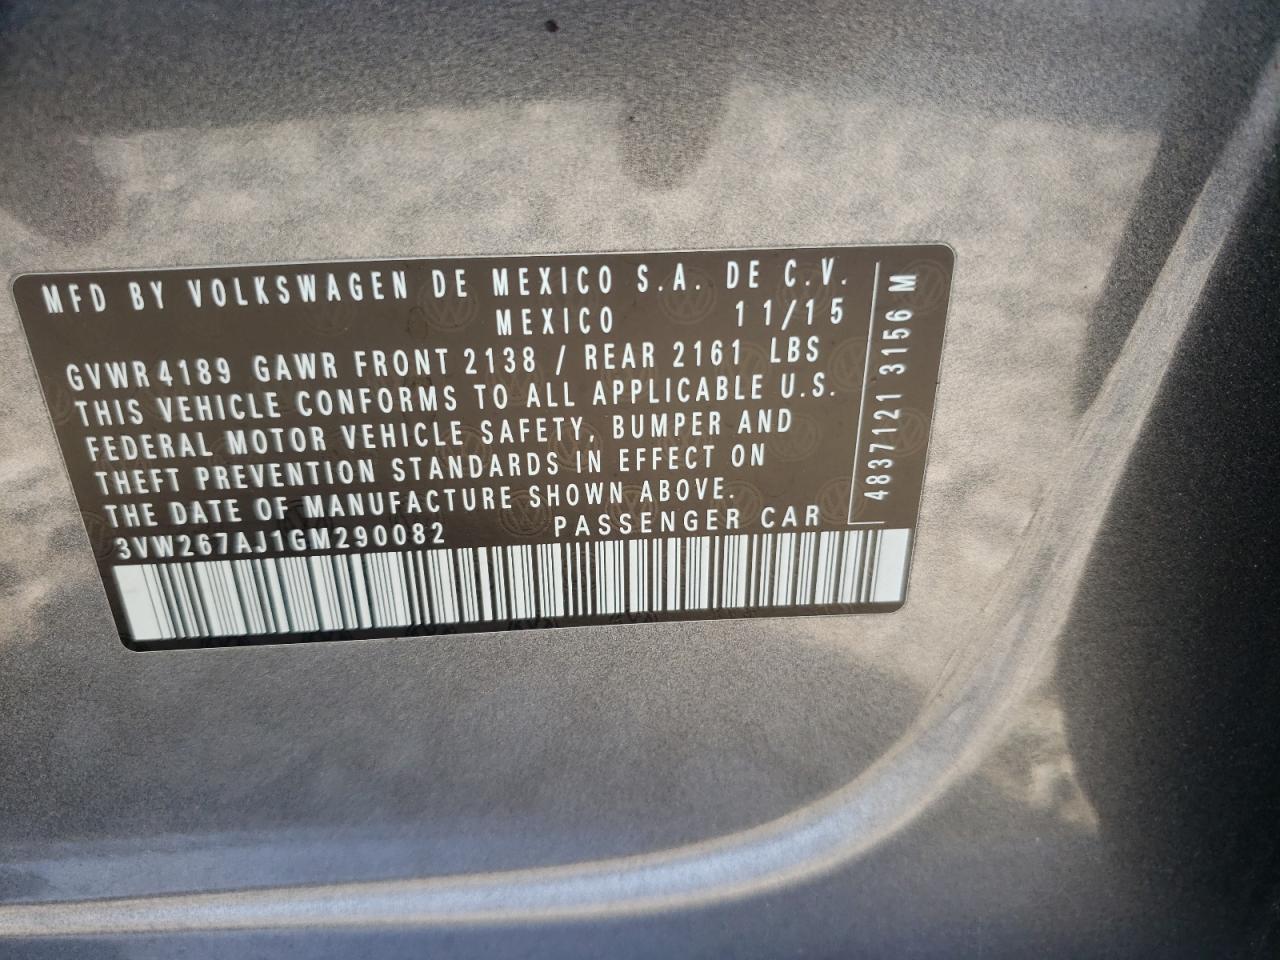 MFD BY VOLKSWAGEN DE MEXICO S.A. DE C.V.
MEXICO 11/15
GVWR 4189 GAWR FRONT 2138 / REAR 2161 LBS
THIS VEHICLE CONFORMS TO ALL APPLICABLE U.S.
FEDERAL MOTOR VEHICLE SAFETY, BUMPER AND
THEFT PREVENTION STANDARDS IN EFFECT ON
THE DATE OF MANUFACTURE SHOWN ABOVE.
3VW267AJ1GM290082 PASSENGER CAR
4837121 3156 M